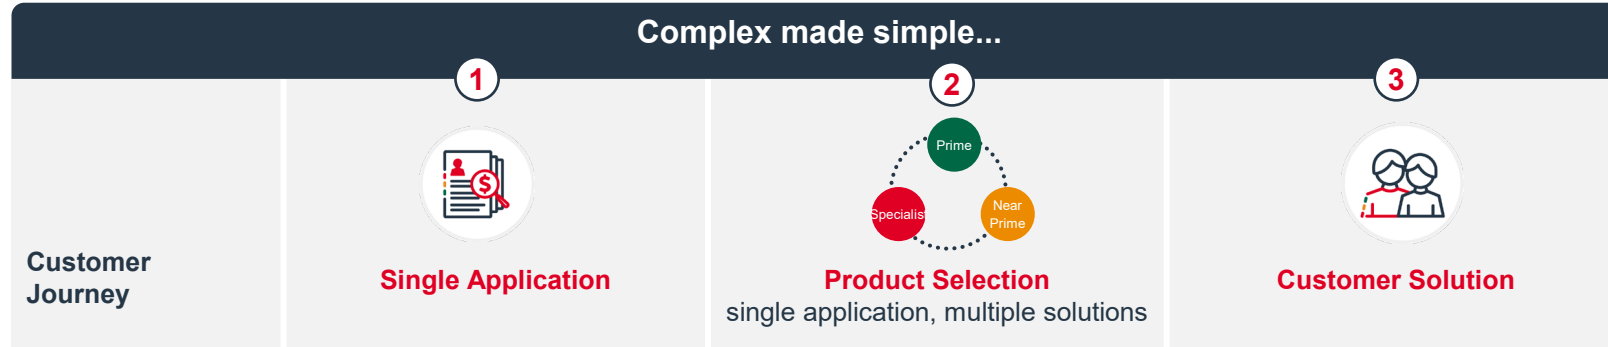 Complex made simple...
1
2
3
Prime
Specialist
Near
Prime
$
Customer
Journey
Single Application
Product Selection
single application, multiple solutions
Customer Solution